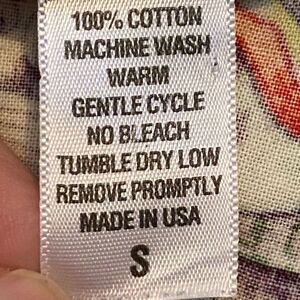 100% COTTON
MACHINE WASH
WARM
GENTLE CYCLE
NO BLEACH
TUMBLE DRY LOW
REMOVE PROMPTLY
MADE IN USA
S